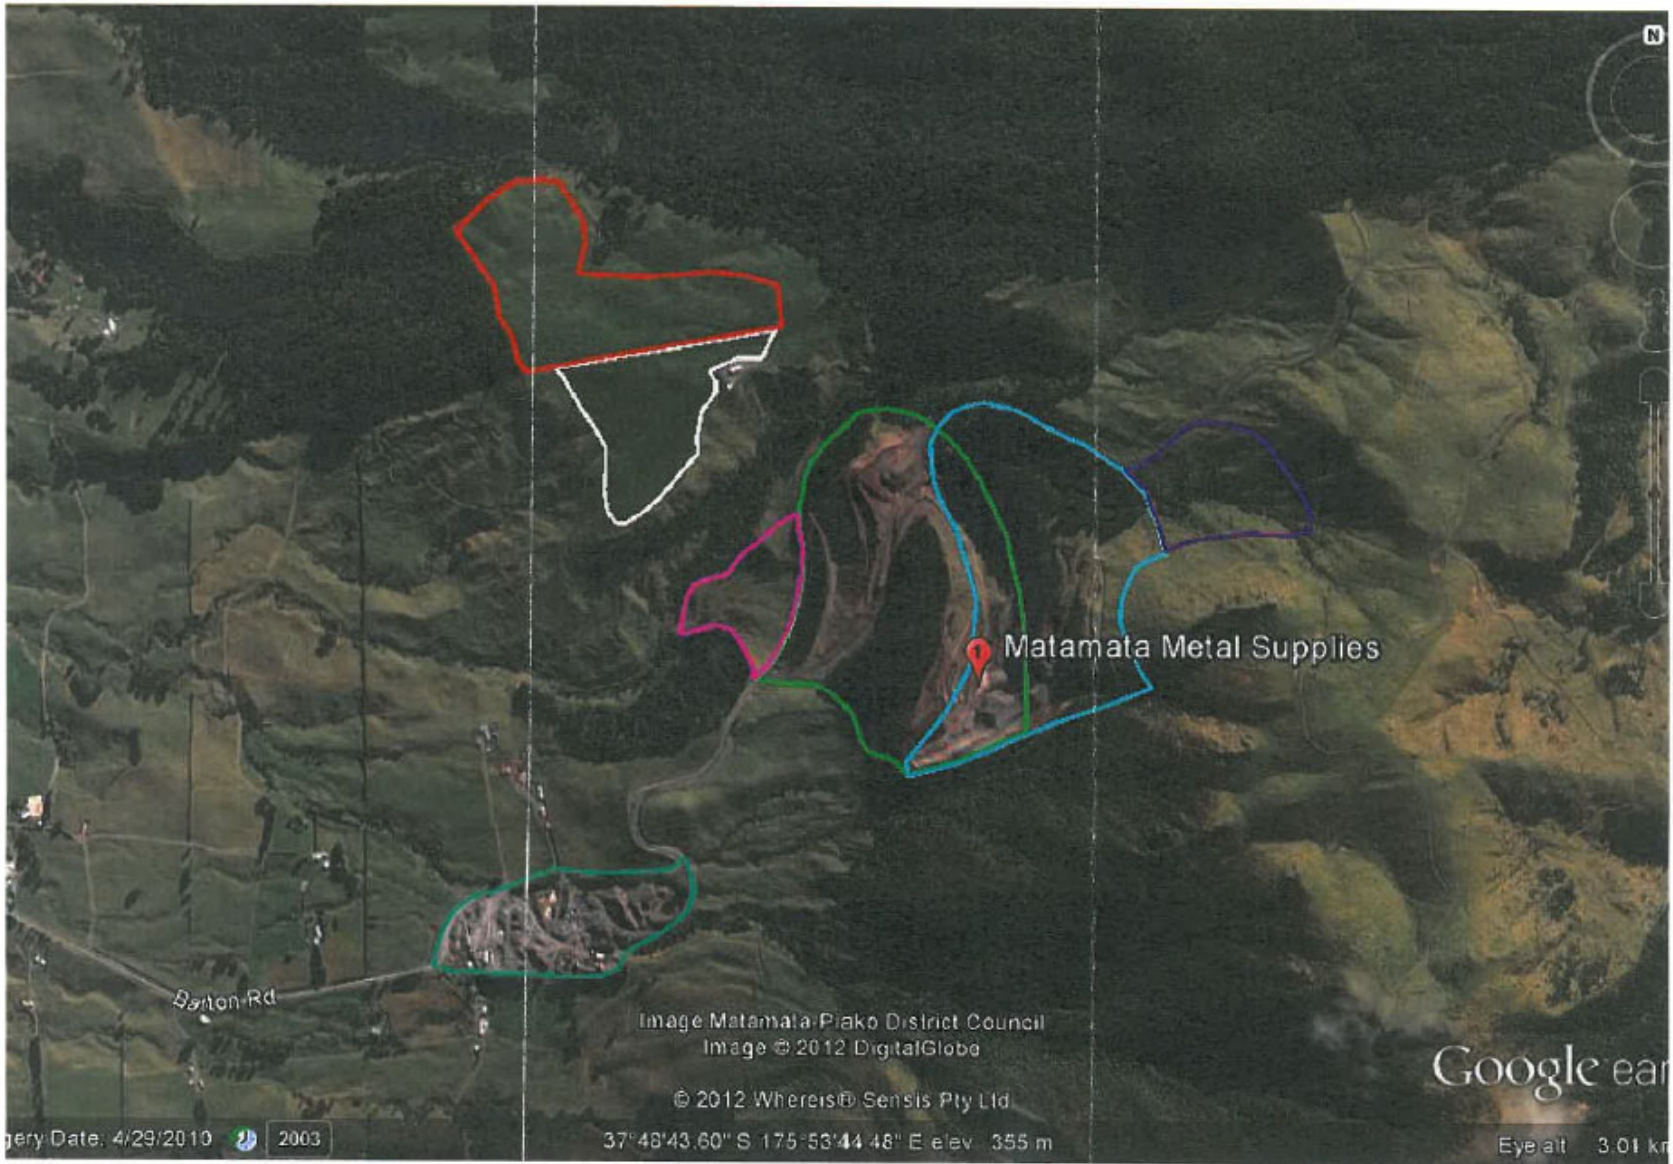 N
1 Matamata Metal Supplies
Barton Rd
Image Matamata-Piako District Council
Image © 2012 DigitalGlobe
© 2012 Whereis® Sensis Pty Ltd
Google ear
gery Date: 4/29/2010 2003 37°48'43.60" S 175°53'44.48" E elev 355 m Eye alt 3.01 km